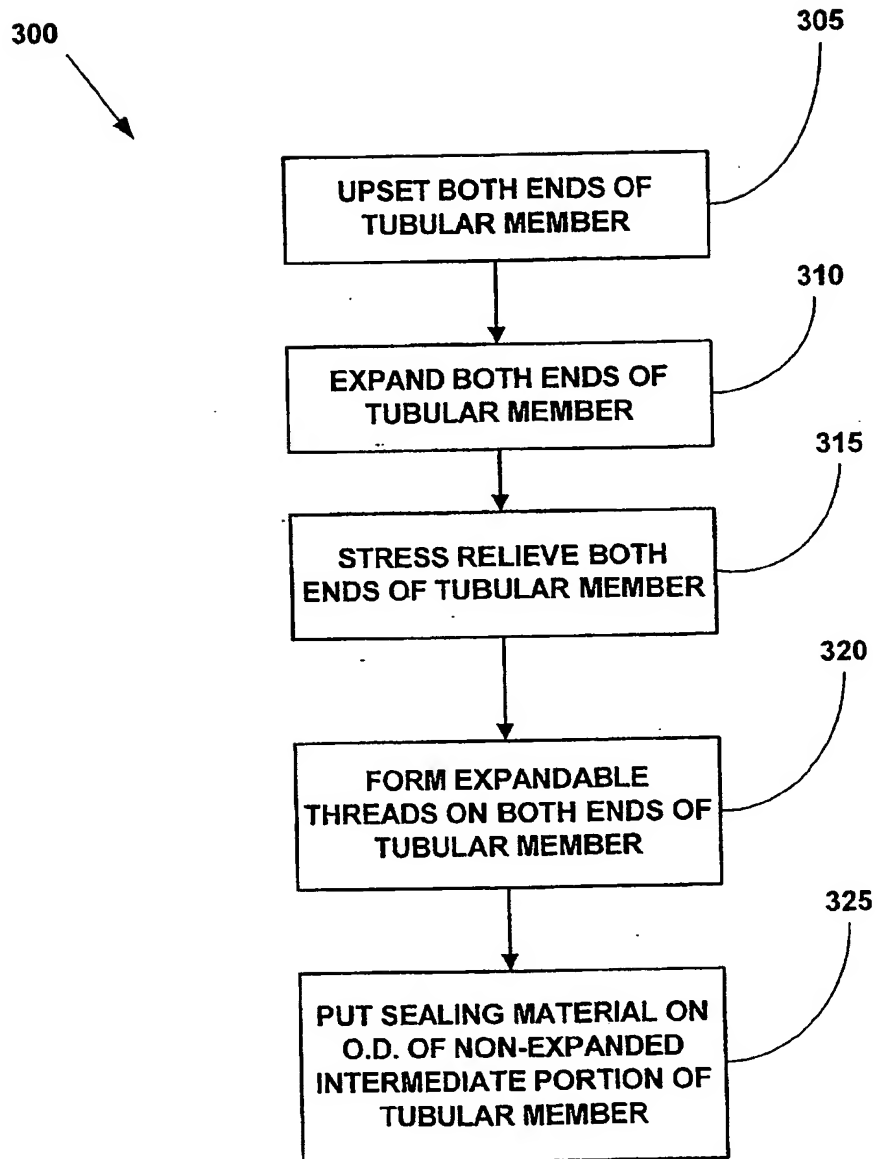 300
305
UPSET BOTH ENDS OF
TUBULAR MEMBER
310
EXPAND BOTH ENDS OF
TUBULAR MEMBER
315
STRESS RELIEVE BOTH
ENDS OF TUBULAR MEMBER
320
FORM EXPANDABLE
THREADS ON BOTH ENDS OF
TUBULAR MEMBER
325
PUT SEALING MATERIAL ON
O.D. OF NON-EXPANDED
INTERMEDIATE PORTION OF
TUBULAR MEMBER